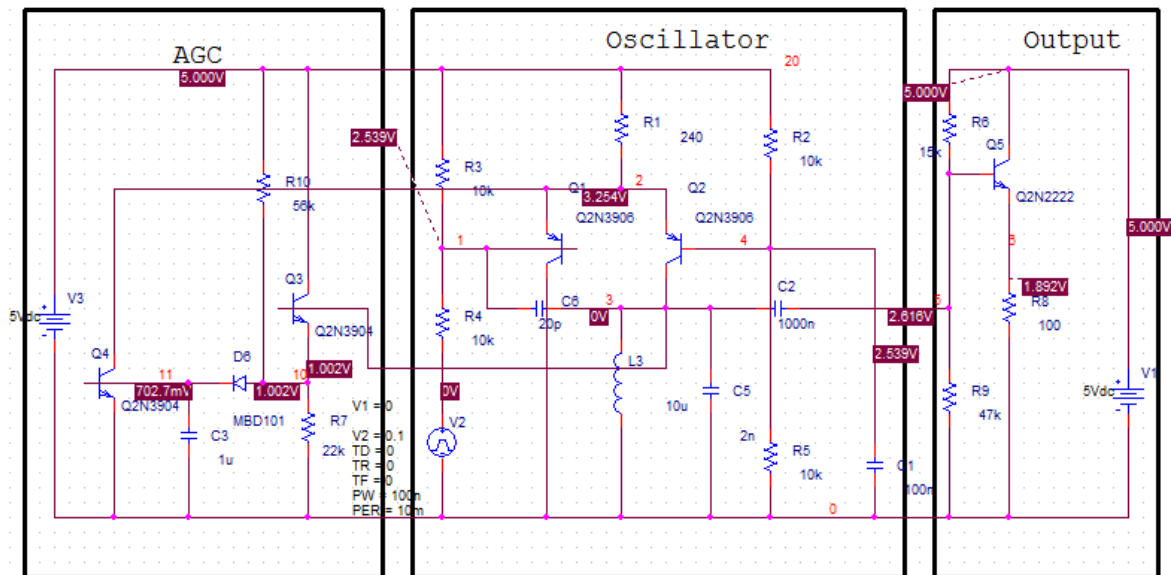 AGC
Oscillator
Output
5.000V
20
5.000V
2.539V
R1
240
R2
10k
R6
15k
Q5
Q2N2222
R3
10k
R10
56k
2
Q1
Q2
3.254V
Q2N3906
Q2N3906
1
4
6
5.000V
V3
5Vdc
Q3
Q2N3904
C6
20p
0V
3
C2
1000n
5
2.616V
1.892V
R8
100
R4
10k
Q4
Q2N3904
11
702.7mV
D6
MBD101
1.002V
10
1.002V
L3
10u
2.539V
0V
V2
C5
2n
R9
47k
V1
5Vdc
C3
1u
R7
22k
V1 = 0
V2 = 0.1
TD = 0
TR = 0
TF = 0
PW = 100n
PER = 10m
R5
10k
C1
100n
0